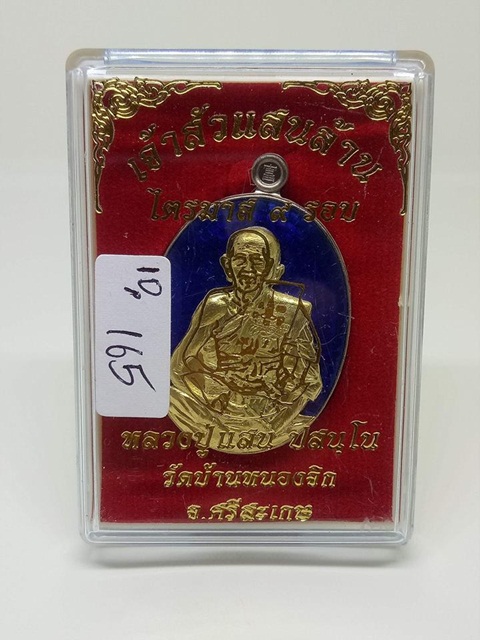 เจ้าสัวแสนล้าน
ไตรมาส ๙ รอบ
165
หลวงปู่แสน ปสนฺโน
วัดบ้านหนองจิก
จ.ศรีสะเกษ